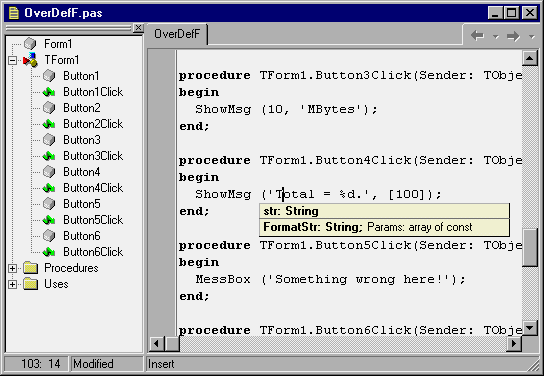 OverDefF.pas
Form1
TForm1
Button1
Button1Click
Button2
Button2Click
Button3
Button3Click
Button4
Button4Click
Button5
Button5Click
Button6
Button6Click
Procedures
Uses
OverDefF
procedure TForm1.Button3Click(Sender: TObje
begin
ShowMsg (10, 'MBytes');
end;
procedure TForm1.Button4Click(Sender: TObje
begin
ShowMsg ('Total = %d.', [100]);
end;
str: String
FormatStr: String; Params: array of const
procedure TForm1.Button5Click(Sender: TObje
begin
MessBox ('Something wrong here!');
end;
procedure TForm1.Button6Click(Sender: TObje
103: 14 Modified Insert